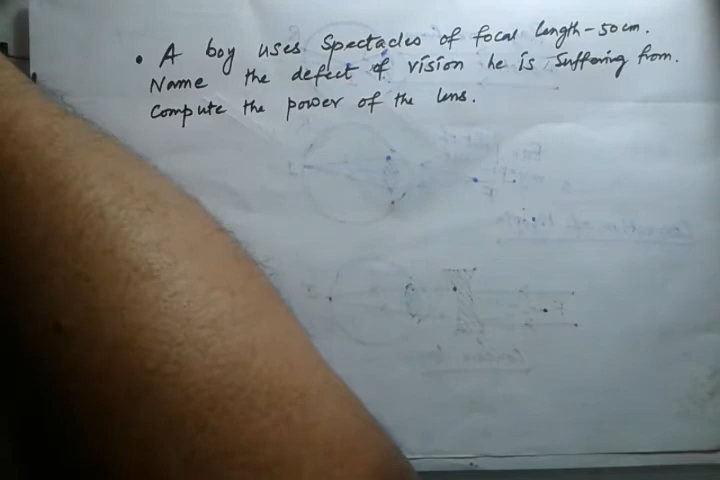 • A boy uses spectacles of focal length -50 cm.
Name the defect of vision he is suffering from.
Compute the power of the lens.